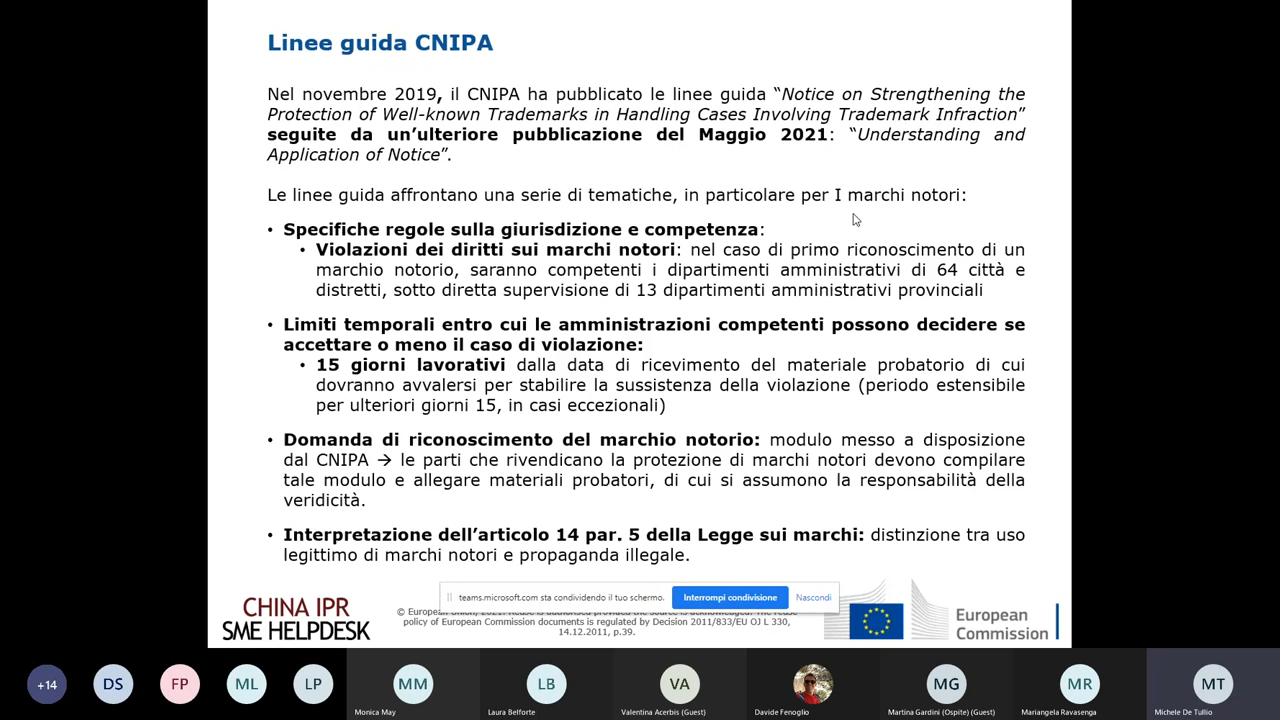 Linee guida CNIPA
Nel novembre 2019, il CNIPA ha pubblicato le linee guida “Notice on Strengthening the
Protection of Well-known Trademarks in Handling Cases Involving Trademark Infraction”
seguite da un’ulteriore pubblicazione del Maggio 2021: “Understanding and
Application of Notice”.
Le linee guida affrontano una serie di tematiche, in particolare per I marchi notori:
• Specifiche regole sulla giurisdizione e competenza:
• Violazioni dei diritti sui marchi notori: nel caso di primo riconoscimento di un
marchio notorio, saranno competenti i dipartimenti amministrativi di 64 città e
distretti, sotto diretta supervisione di 13 dipartimenti amministrativi provinciali
• Limiti temporali entro cui le amministrazioni competenti possono decidere se
accettare o meno il caso di violazione:
• 15 giorni lavorativi dalla data di ricevimento del materiale probatorio di cui
dovranno avvalersi per stabilire la sussistenza della violazione (periodo estensibile
per ulteriori giorni 15, in casi eccezionali)
• Domanda di riconoscimento del marchio notorio: modulo messo a disposizione
dal CNIPA → le parti che rivendicano la protezione di marchi notori devono compilare
tale modulo e allegare materiali probatori, di cui si assumono la responsabilità della
veridicità.
• Interpretazione dell’articolo 14 par. 5 della Legge sui marchi: distinzione tra uso
legittimo di marchi notori e propaganda illegale.
teams.microsoft.com sta condividendo il tuo schermo. Interrompi condivisione Nascondi
CHINA IPR
SME HELPDESK
© European Union, 2021. Reuse is authorised provided the source is acknowledged. The reuse
policy of European Commission documents is regulated by Decision 2011/833/EU OJ L 330,
14.12.2011, p.39.
European
Commission
+14 DS FP ML LP MM LB VA MG MR MT
Monica May Laura Belforte Valentina Acerbis (Guest) Davide Fenoglio Martina Gardini (Ospite) (Guest) Mariangela Ravasenga Michele De Tullio